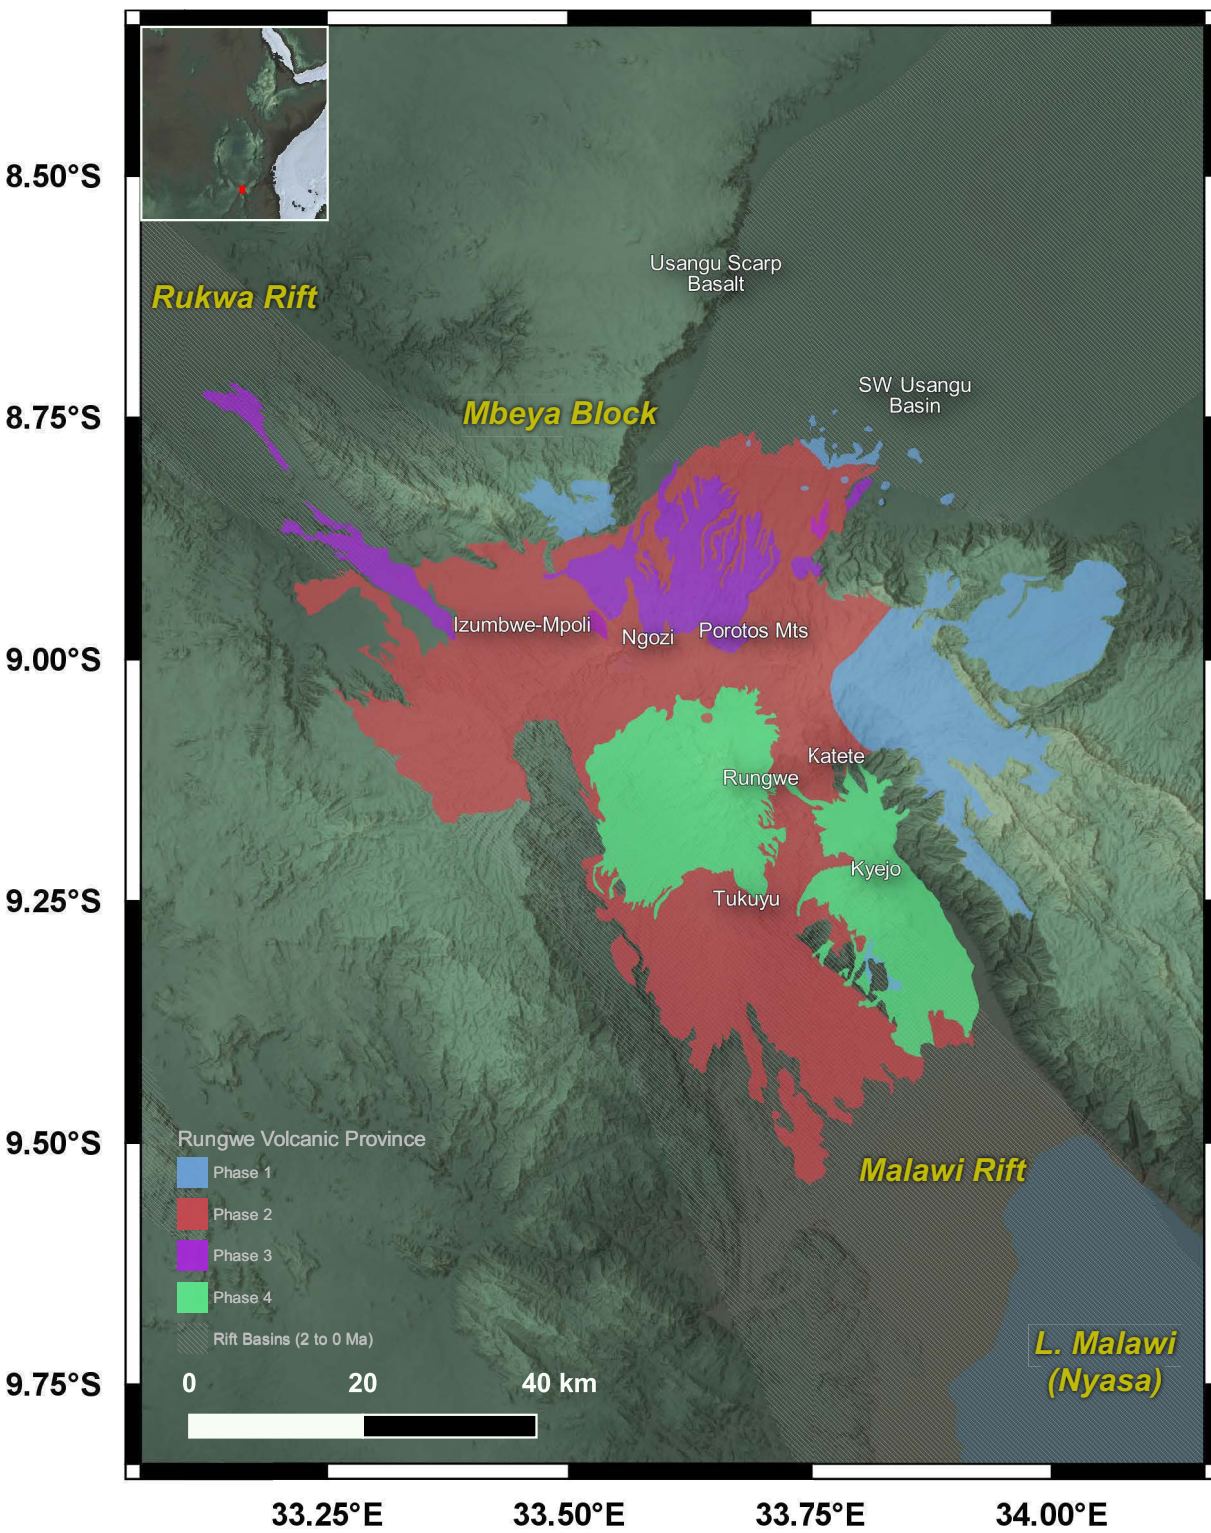 8.50°S
Usangu Scarp
Basalt
Rukwa Rift
SW Usangu
Basin
8.75°S
Mbeya Block
Izumbwe-Mpoli
Ngozi
Porotos Mts
9.00°S
Katete
Rungwe
Kyejo
9.25°S
Tukuyu
9.50°S
Rungwe Volcanic Province
Phase 1
Malawi Rift
Phase 2
Phase 3
Phase 4
Rift Basins (2 to 0 Ma)
L. Malawi
(Nyasa)
9.75°S
0 20 40 km
33.25°E 33.50°E 33.75°E 34.00°E